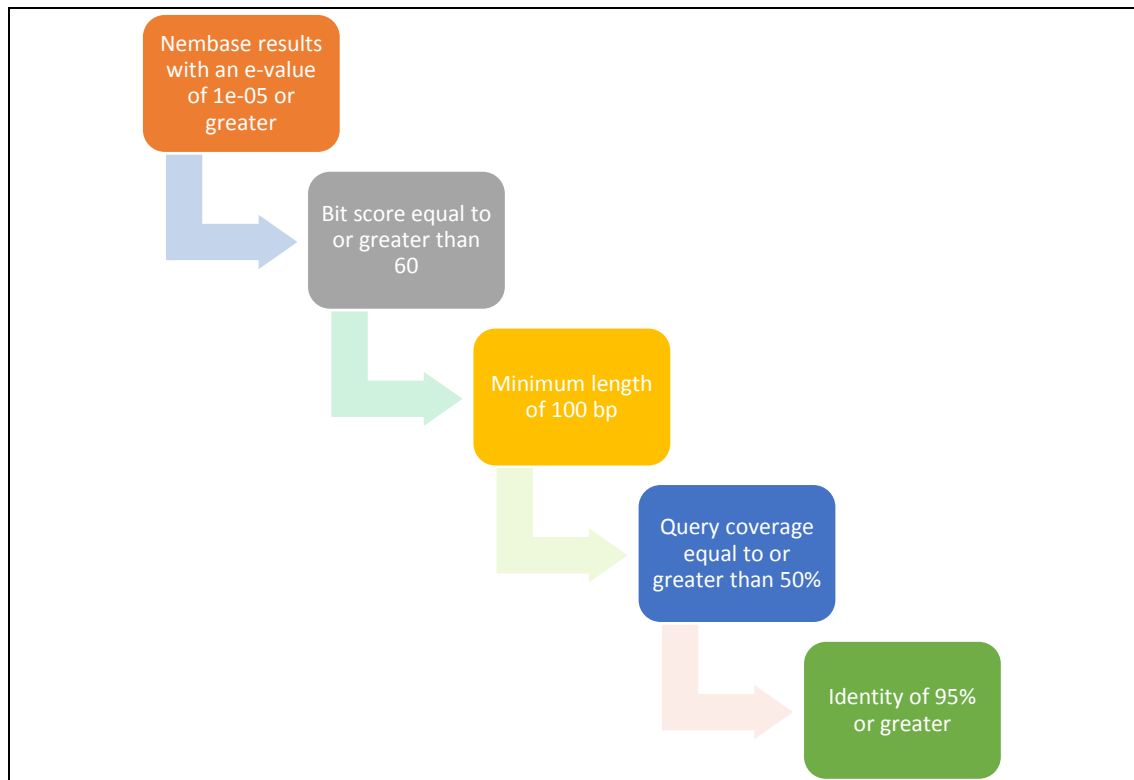 Nembase results
with an e-value
of 1e-05 or
greater
Bit score equal to
or greater than
60
Minimum length
of 100 bp
Query coverage
equal to or
greater than 50%
Identity of 95%
or greater